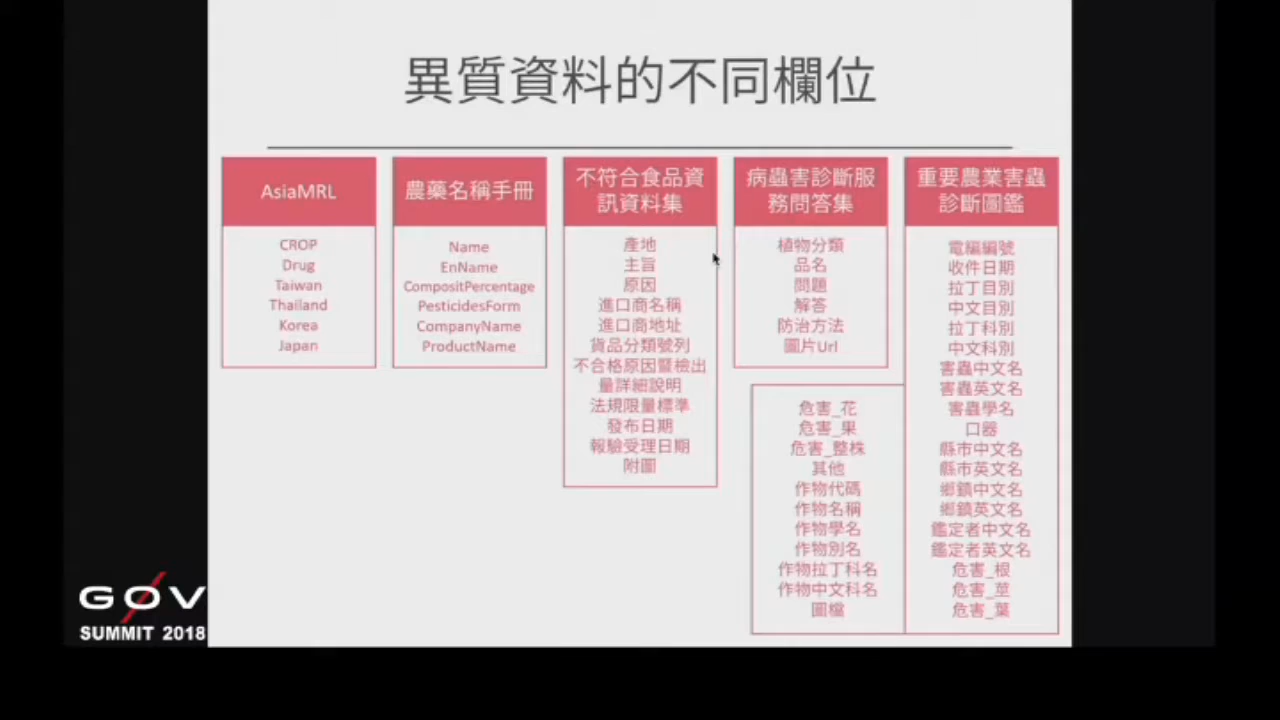 異質資料的不同欄位
AsiaMRL
CROP
Drug
Taiwan
Thailand
Korea
Japan
農藥名稱手冊
Name
EnName
CompositPercentage
PesticidesForm
CompanyName
ProductName
不符合食品資
訊資料集
產地
主旨
原因
進口商名稱
進口商地址
貨品分類號列
不合格原因暨檢出
量詳細說明
法規限量標準
發布日期
報驗受理日期
附圖
病蟲害診斷服
務問答集
植物分類
品名
問題
解答
防治方法
圖片Url
重要農業害蟲
診斷圖鑑
電編編號
收件日期
拉丁目別
中文目別
拉丁科別
中文科別
害蟲中文名
害蟲英文名
害蟲學名
口器
縣市中文名
縣市英文名
鄉鎮中文名
鄉鎮英文名
鑑定者中文名
鑑定者英文名
危害_根
危害_莖
危害_葉
危害_花
危害_果
危害_整株
其他
作物代碼
作物名稱
作物學名
作物別名
作物拉丁科名
作物中文科名
圖檔
G0V
SUMMIT 2018